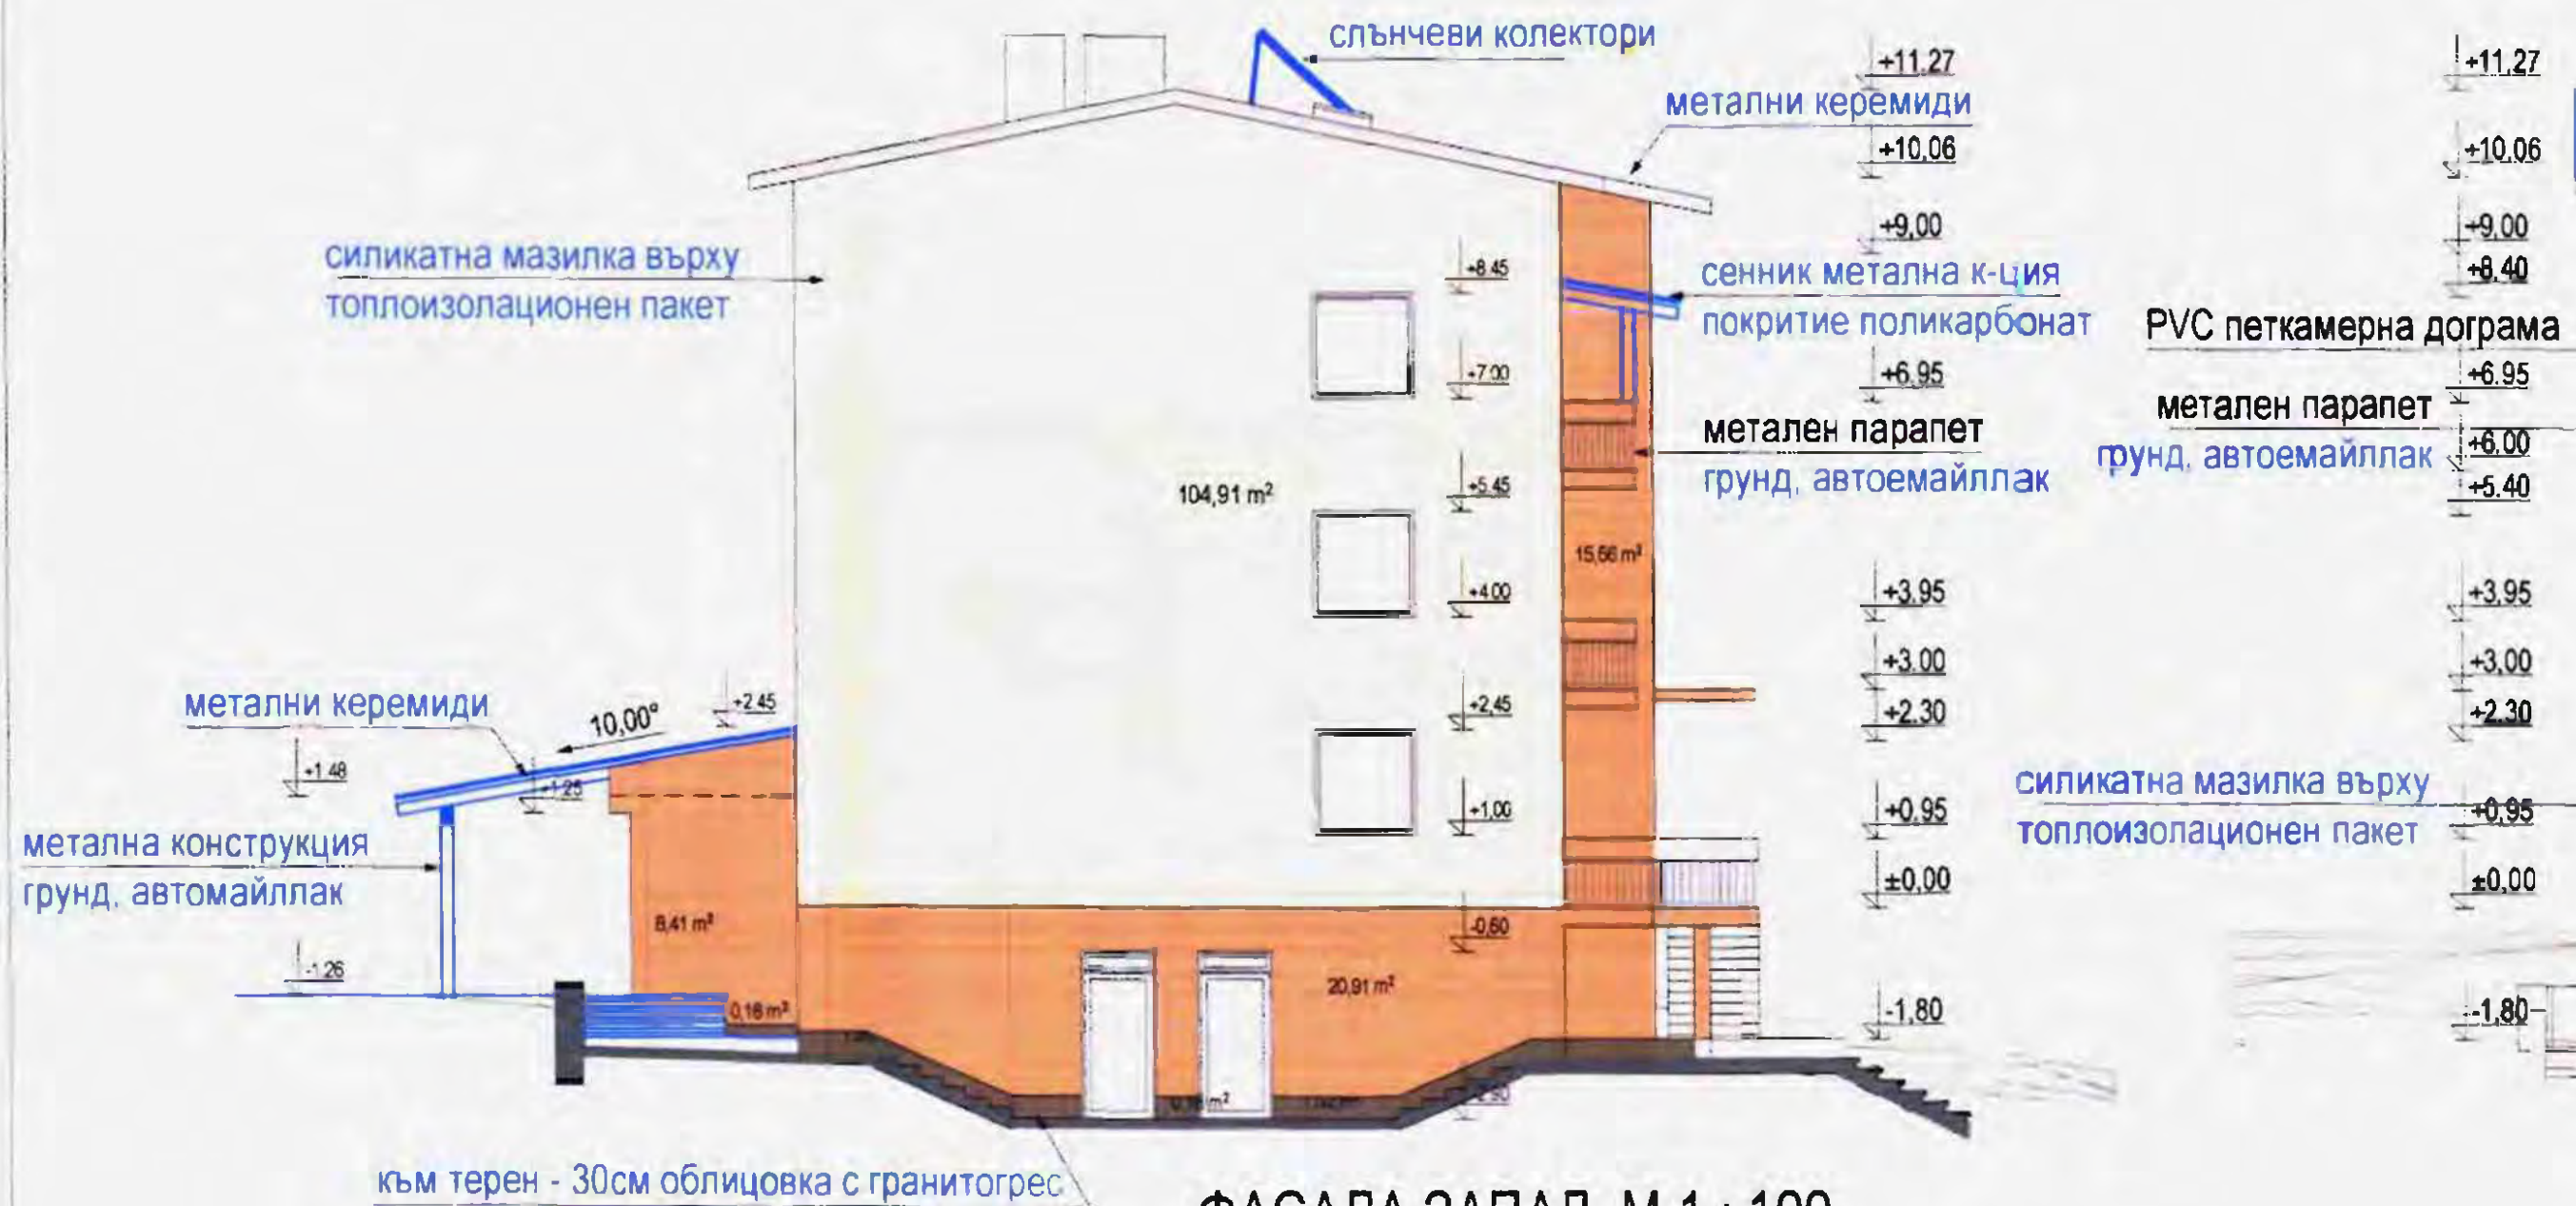 слънчеви колектори
+11.27
+11,27
метални керемиди
+10,06
+10,06
+9,00
+9,00
силикатна мазилка върху
топлоизолационен пакет
+8.45
сенник метална к-ция
покритие поликарбонат
+8,40
PVC петкамерна дограма
+7.00
+6.95
+6.95
метален парапет
грунд, автоемайллак
метален парапет
грунд, автоемайллак
+6.00
+5.45
+5.40
104,91 m²
15,66 m²
+4.00
+3.95
+3,95
+3.00
+3,00
метални керемиди
10,00°
+2.45
+2,45
+2.30
+2.30
+1.48
+1.25
+1,00
+0.95
силикатна мазилка върху
топлоизолационен пакет
+0,95
метална конструкция
грунд, автомайллак
±0,00
±0,00
8,41 m²
-0,60
-1.26
20,91 m²
0,18 m²
-1,80
-1,80
към терен - 30см облицовка с гранитогрес
ФАСАДА ЗАПАД М 1 : 100